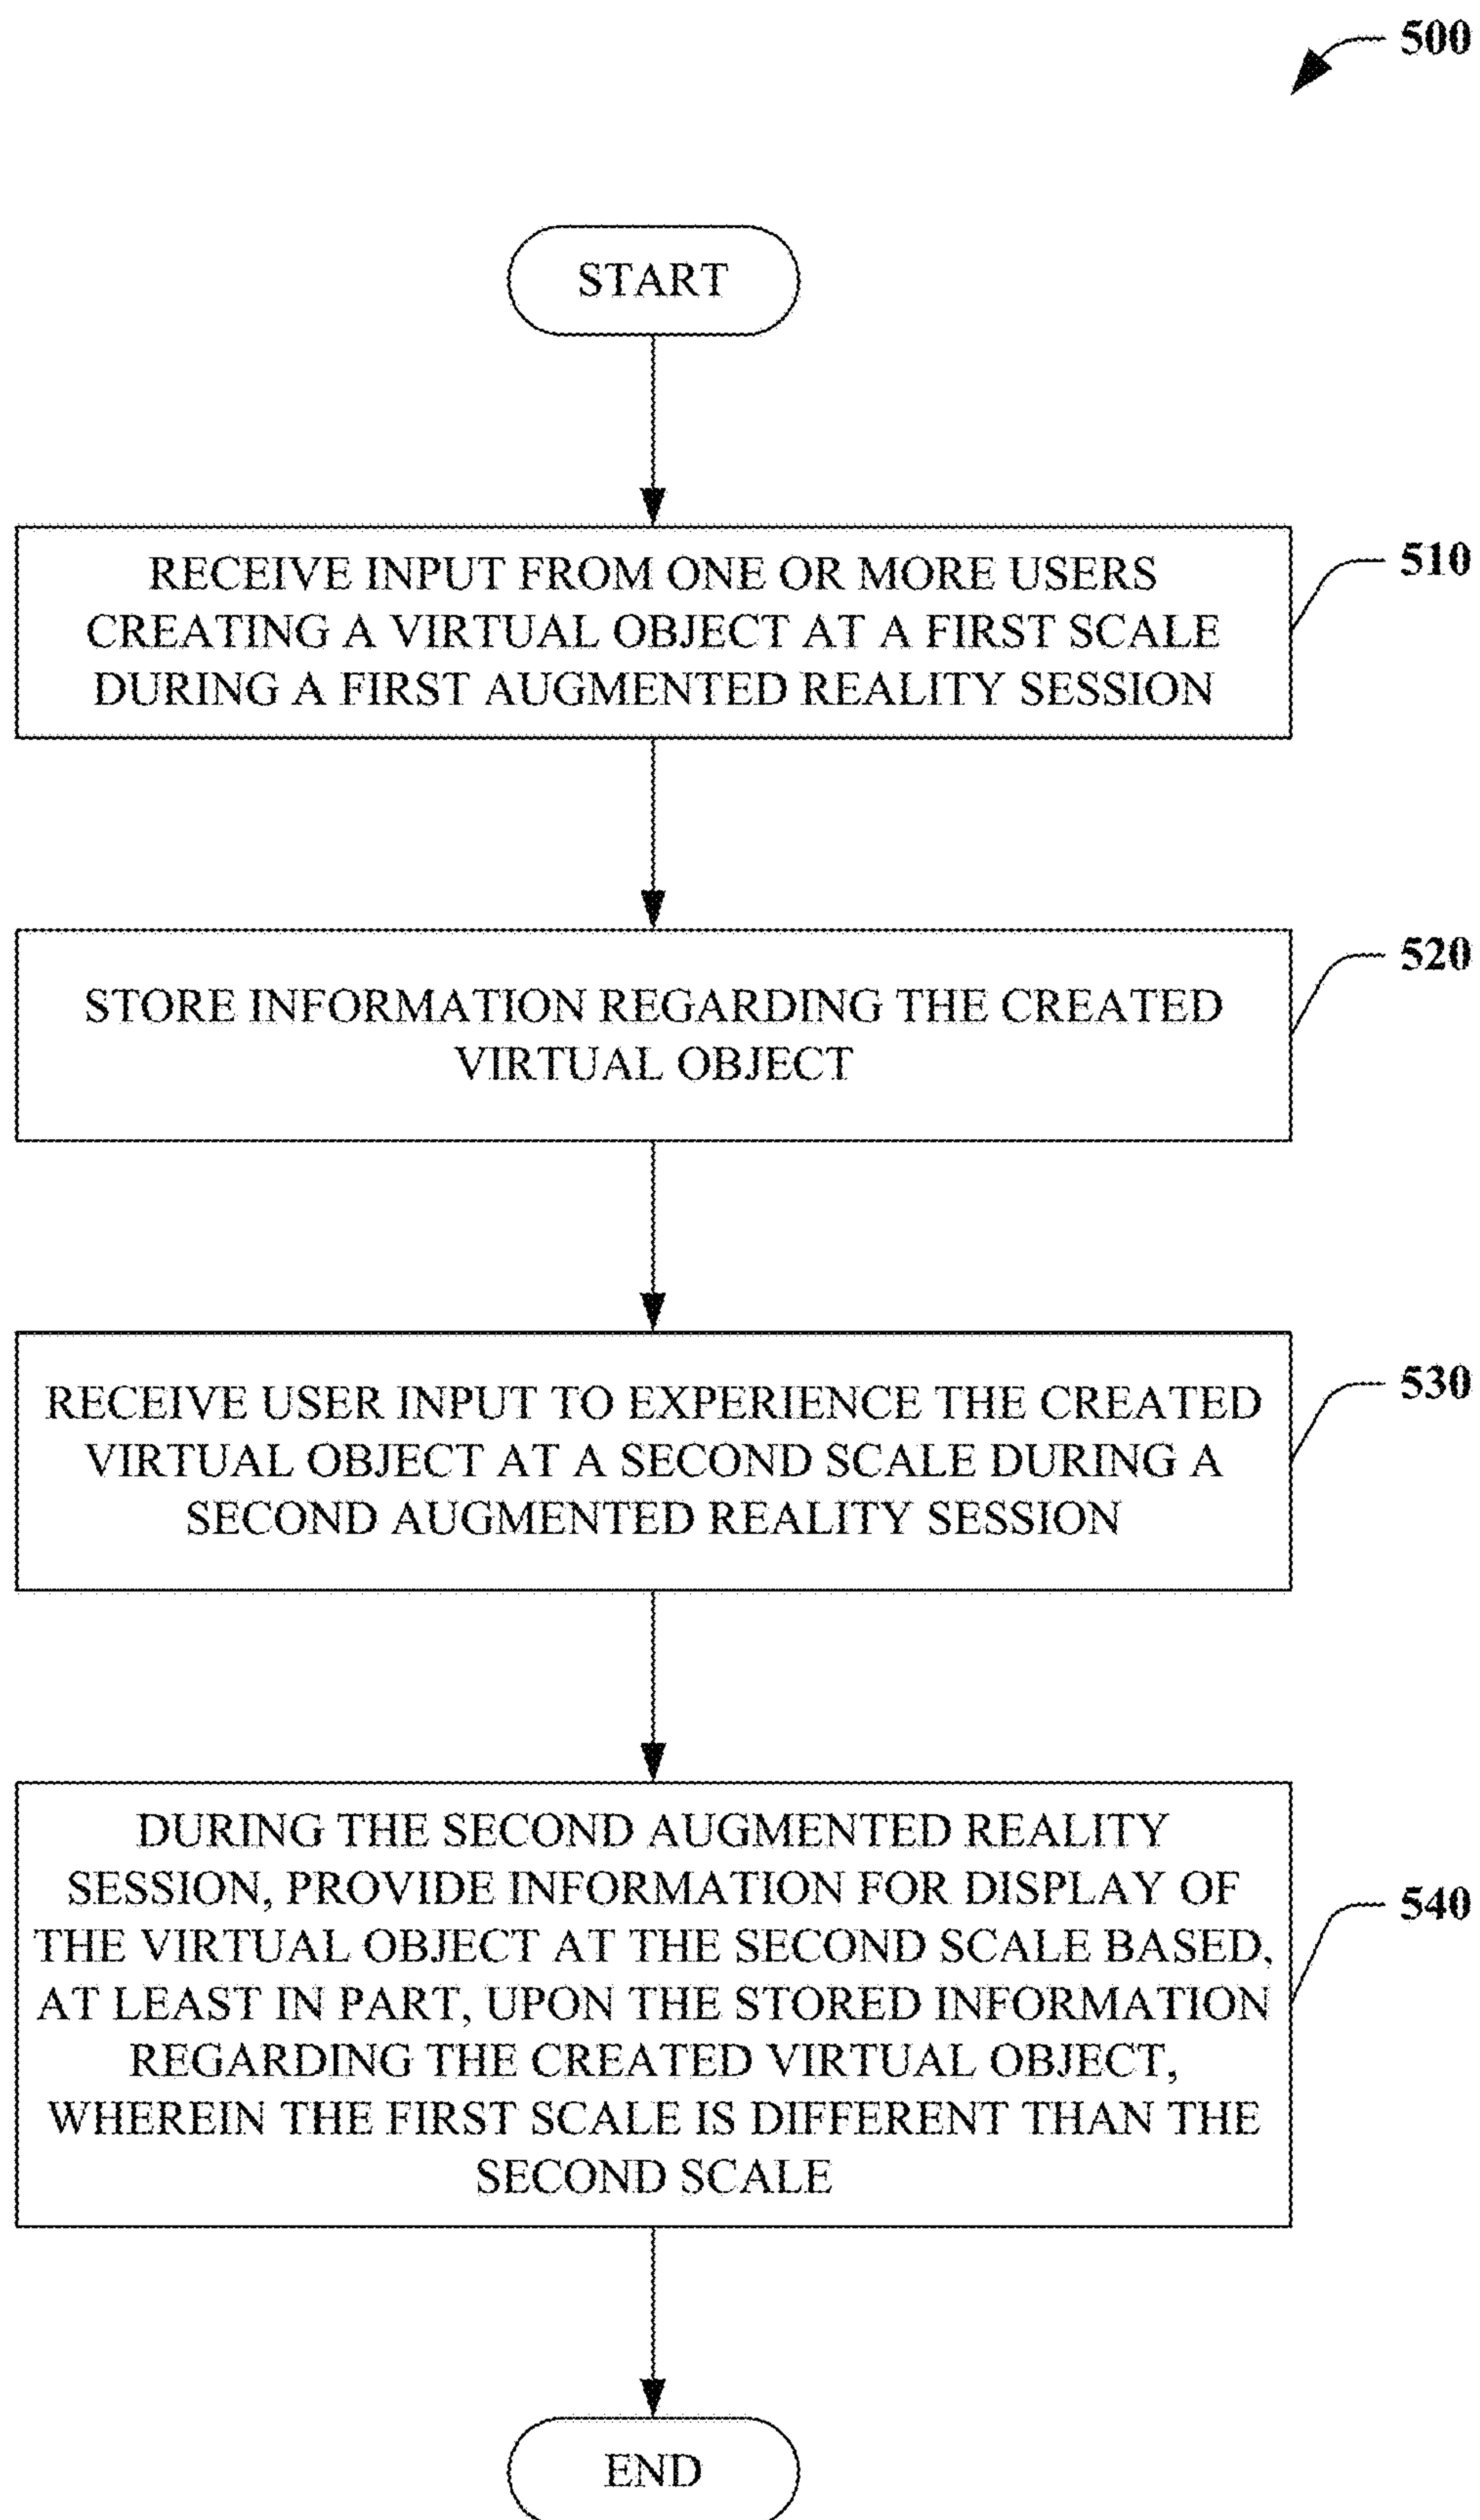 500
START
RECEIVE INPUT FROM ONE OR MORE USERS
CREATING A VIRTUAL OBJECT AT A FIRST SCALE
DURING A FIRST AUGMENTED REALITY SESSION
510
STORE INFORMATION REGARDING THE CREATED
VIRTUAL OBJECT
520
RECEIVE USER INPUT TO EXPERIENCE THE CREATED
VIRTUAL OBJECT AT A SECOND SCALE DURING A
SECOND AUGMENTED REALITY SESSION
530
DURING THE SECOND AUGMENTED REALITY
SESSION, PROVIDE INFORMATION FOR DISPLAY OF
THE VIRTUAL OBJECT AT THE SECOND SCALE BASED,
AT LEAST IN PART, UPON THE STORED INFORMATION
REGARDING THE CREATED VIRTUAL OBJECT,
WHEREIN THE FIRST SCALE IS DIFFERENT THAN THE
SECOND SCALE
540
END